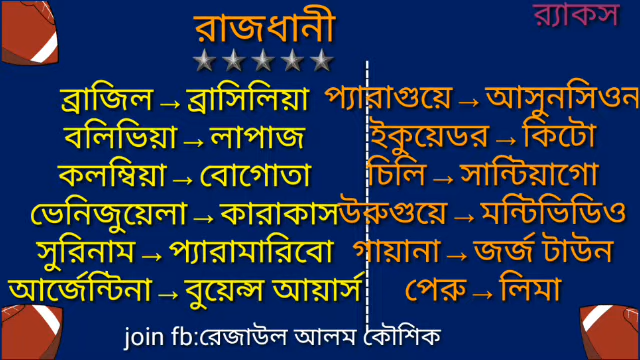 র‍্যাকস
রাজধানী
ব্রাজিল→ব্রাসিলিয়া
বলিভিয়া→লাপাজ
কলম্বিয়া→বোগোতা
ভেনিজুয়েলা→কারাকাস
সুরিনাম→প্যারামারিবো
আর্জেন্টিনা→বুয়েন্স আয়ার্স
প্যারাগুয়ে→আসুনসিওন
ইকুয়েডর→কিটো
চিলি→সান্টিয়াগো
উরুগুয়ে→মন্টিভিডিও
গায়ানা→জর্জ টাউন
পেরু→লিমা
join fb:রেজাউল আলম কৌশিক